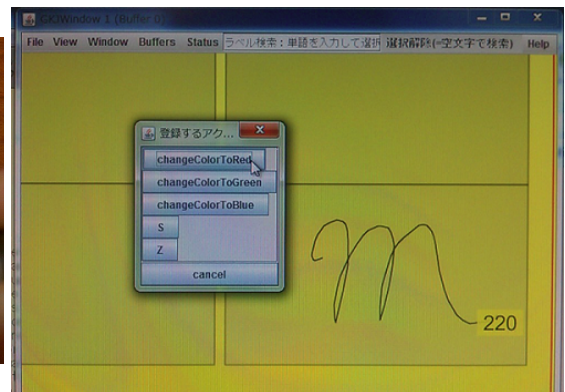 GKJWindow 1 (Buffer 0)
File View Window Buffers Status ラベル検索：単語を入力して選択 選択解除(=空文字で検索) Help
登録するアク...
changeColorToRed
changeColorToGreen
changeColorToBlue
S
Z
cancel
m
220